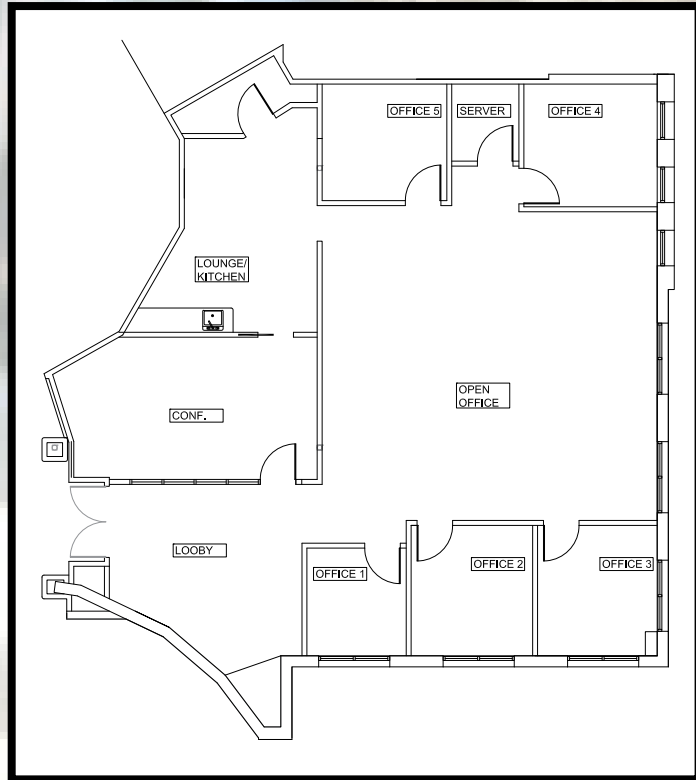 OFFICE 5
SERVER
OFFICE 4
LOUNGE/
KITCHEN
OPEN
OFFICE
CONF.
LOOBY
OFFICE 1
OFFICE 2
OFFICE 3